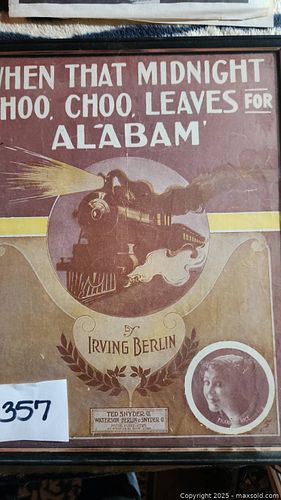 WHEN THAT MIDNIGHT
HOO, CHOO, LEAVES FOR
ALABAM'
BY
IRVING BERLIN
357
TED SNYDER CO.
WATERSON·BERLIN & SNYDER CO.
Copyright © 2025 - maxsold.com